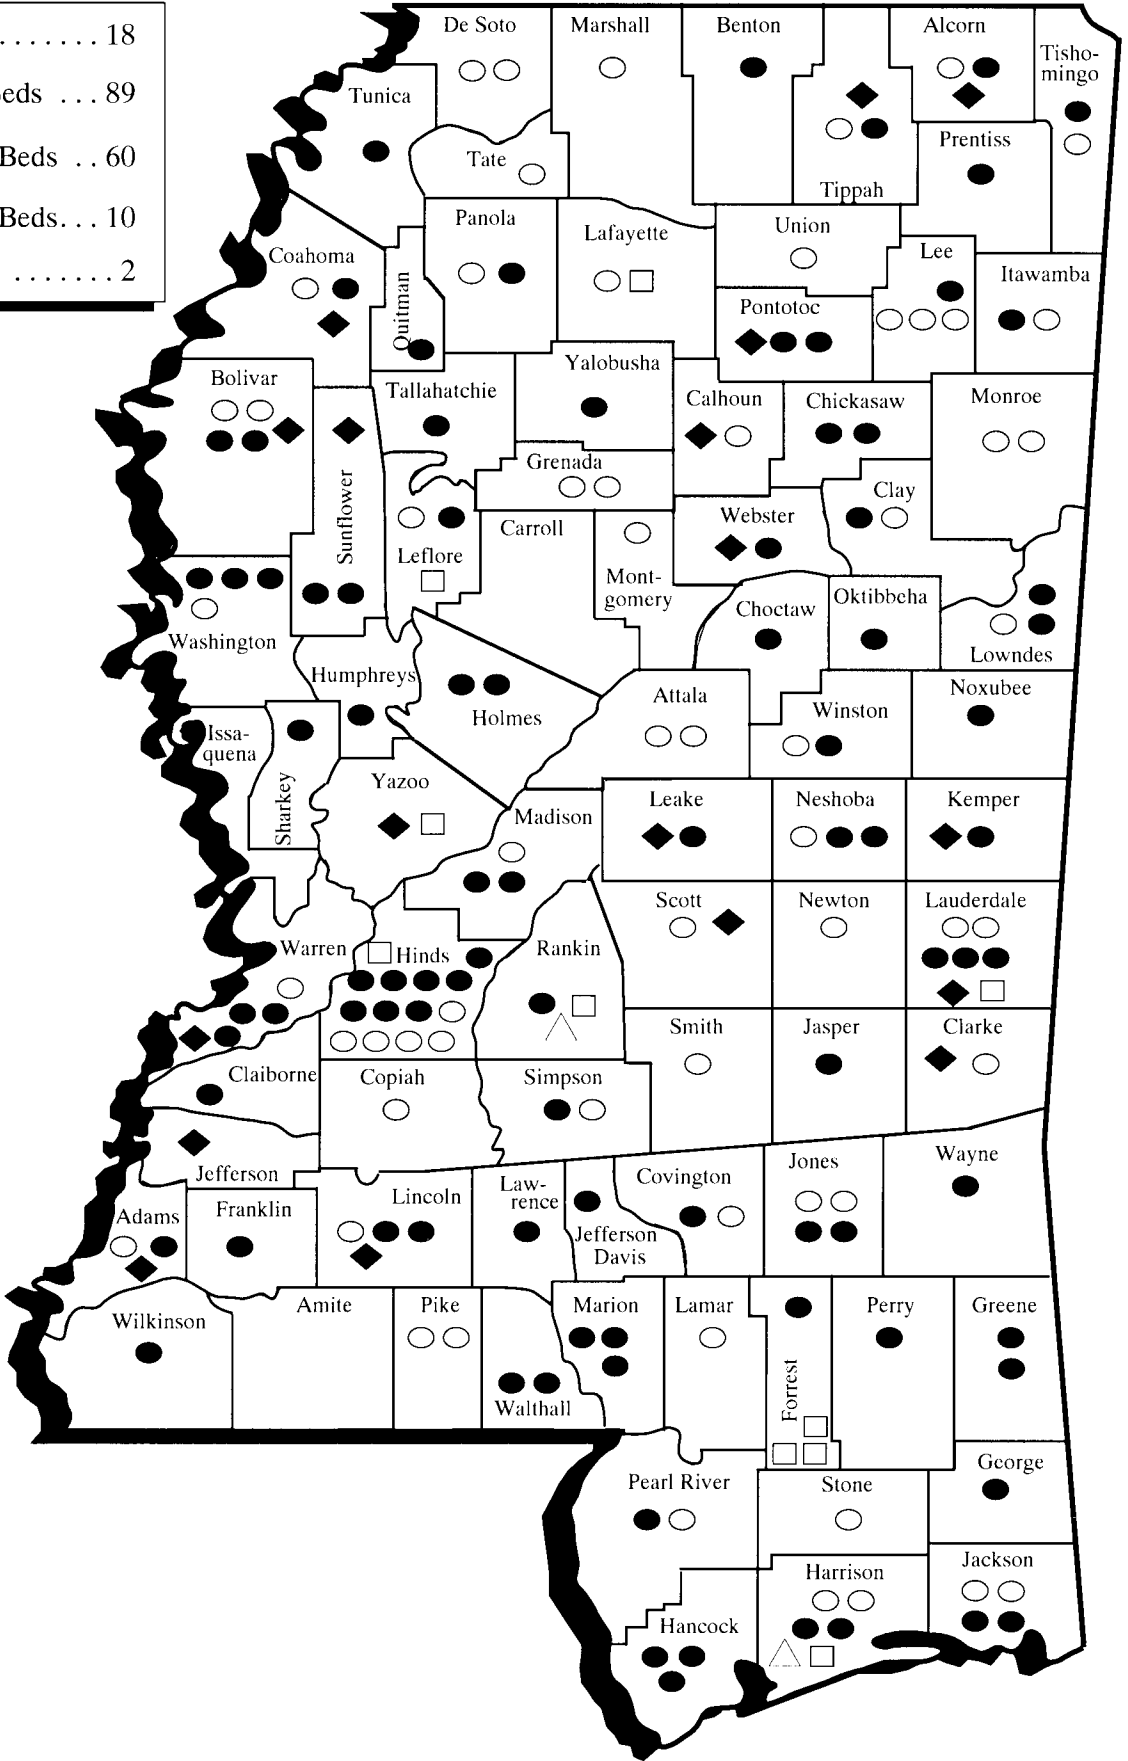 ....... 18
eds ... 89
Beds .. 60
Beds... 10
....... 2
De Soto
Marshall
Benton
Alcorn
Tisho-
mingo
Tunica
Tate
Tippah
Prentiss
Panola
Lafayette
Union
Lee
Itawamba
Coahoma
Quitman
Pontotoc
Bolivar
Tallahatchie
Yalobusha
Calhoun
Chickasaw
Monroe
Sunflower
Grenada
Clay
Leflore
Carroll
Mont-
gomery
Webster
Choctaw
Oktibbeha
Lowndes
Washington
Humphreys
Holmes
Attala
Winston
Noxubee
Issa-
quena
Sharkey
Yazoo
Madison
Leake
Neshoba
Kemper
Scott
Newton
Lauderdale
Warren
Hinds
Rankin
Smith
Jasper
Clarke
Claiborne
Copiah
Simpson
Jefferson
Adams
Franklin
Lincoln
Law-
rence
Jefferson
Davis
Covington
Jones
Wayne
Wilkinson
Amite
Pike
Walthall
Marion
Lamar
Forrest
Perry
Greene
Pearl River
Stone
George
Hancock
Harrison
Jackson